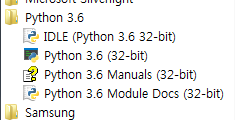 Microsoft Silverlight
Python 3.6
IDLE (Python 3.6 32-bit)
Python 3.6 (32-bit)
Python 3.6 Manuals (32-bit)
Python 3.6 Module Docs (32-bit)
Samsung